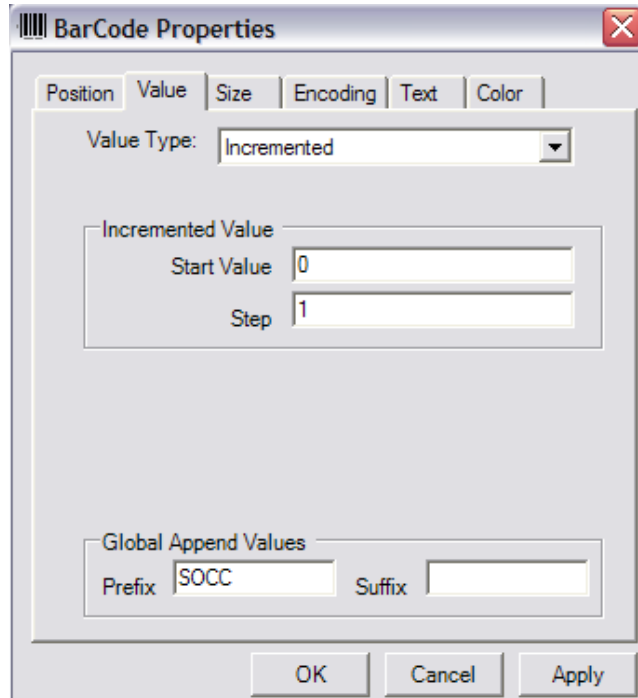 BarCode Properties
Position Value Size Encoding Text Color
Value Type: Incremented
Incremented Value
Start Value 0
Step 1
Global Append Values
Prefix SOCC Suffix
OK Cancel Apply